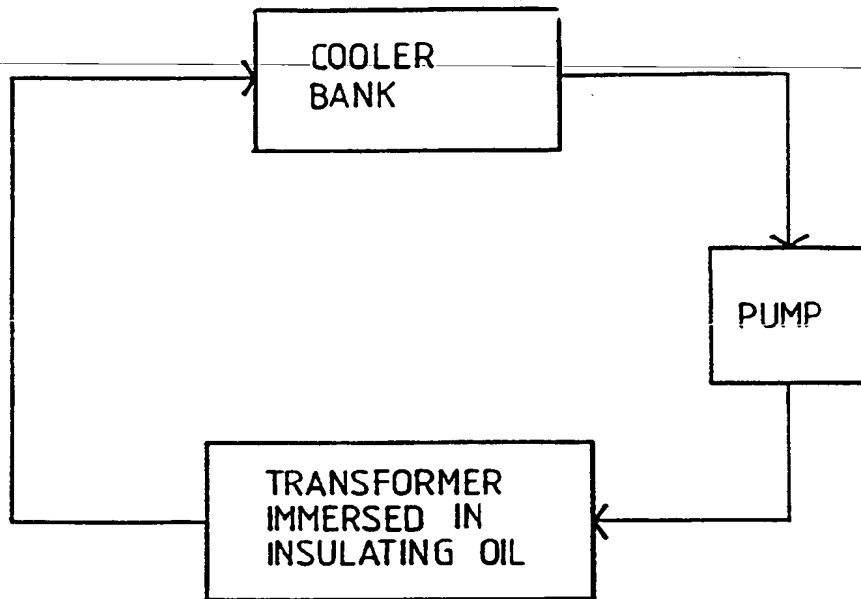 COOLER
BANK
PUMP
TRANSFORMER
IMMERSED IN
INSULATING OIL